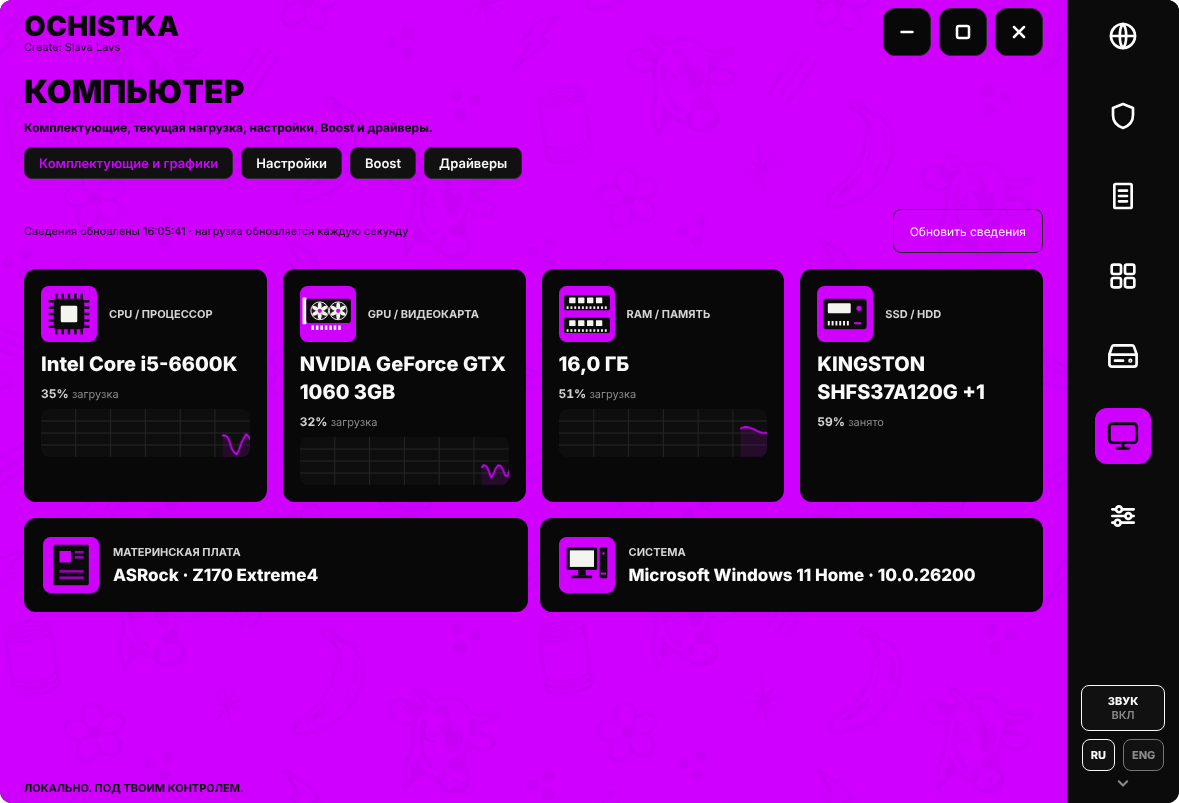 OCHISTKA
Create: Slava Lavs
КОМПЬЮТЕР
Комплектующие, текущая нагрузка, настройки, Boost и драйверы.
Комплектующие и графики
Настройки
Boost
Драйверы
Сведения обновлены 16:05:41 · нагрузка обновляется каждую секунду
Обновить сведения
CPU / ПРОЦЕССОР
Intel Core i5-6600K
35% загрузка
GPU / ВИДЕОКАРТА
NVIDIA GeForce GTX
1060 3GB
32% загрузка
RAM / ПАМЯТЬ
16,0 ГБ
51% загрузка
SSD / HDD
KINGSTON
SHFS37A120G +1
59% занято
МАТЕРИНСКАЯ ПЛАТА
ASRock · Z170 Extreme4
СИСТЕМА
Microsoft Windows 11 Home · 10.0.26200
ЛОКАЛЬНО. ПОД ТВОИМ КОНТРОЛЕМ.
ЗВУК
ВКЛ
RU
ENG